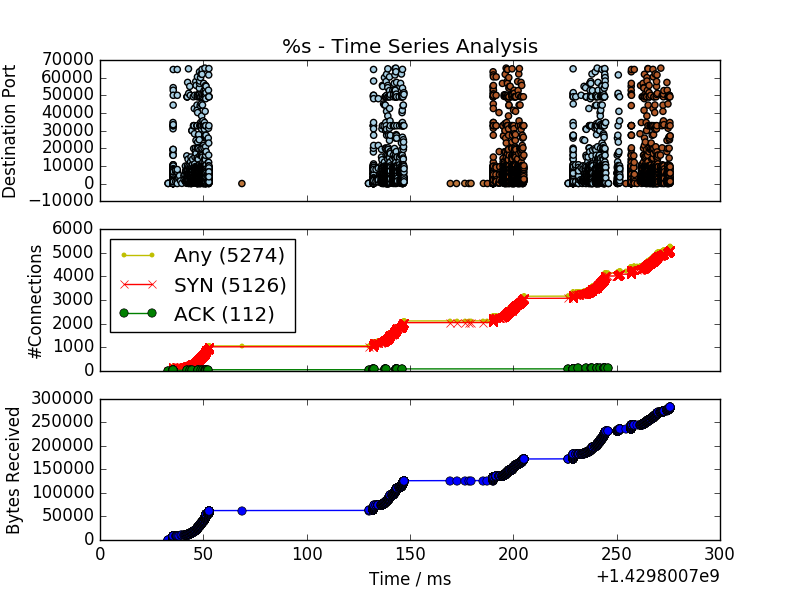 %s - Time Series Analysis
70000
60000
50000
40000
30000
20000
10000
0
−10000
Destination Port
6000
5000
4000
3000
2000
1000
0
#Connections
Any (5274)
SYN (5126)
ACK (112)
300000
250000
200000
150000
100000
50000
0
Bytes Received
0 50 100 150 200 250 300
Time / ms
+1.4298007e9